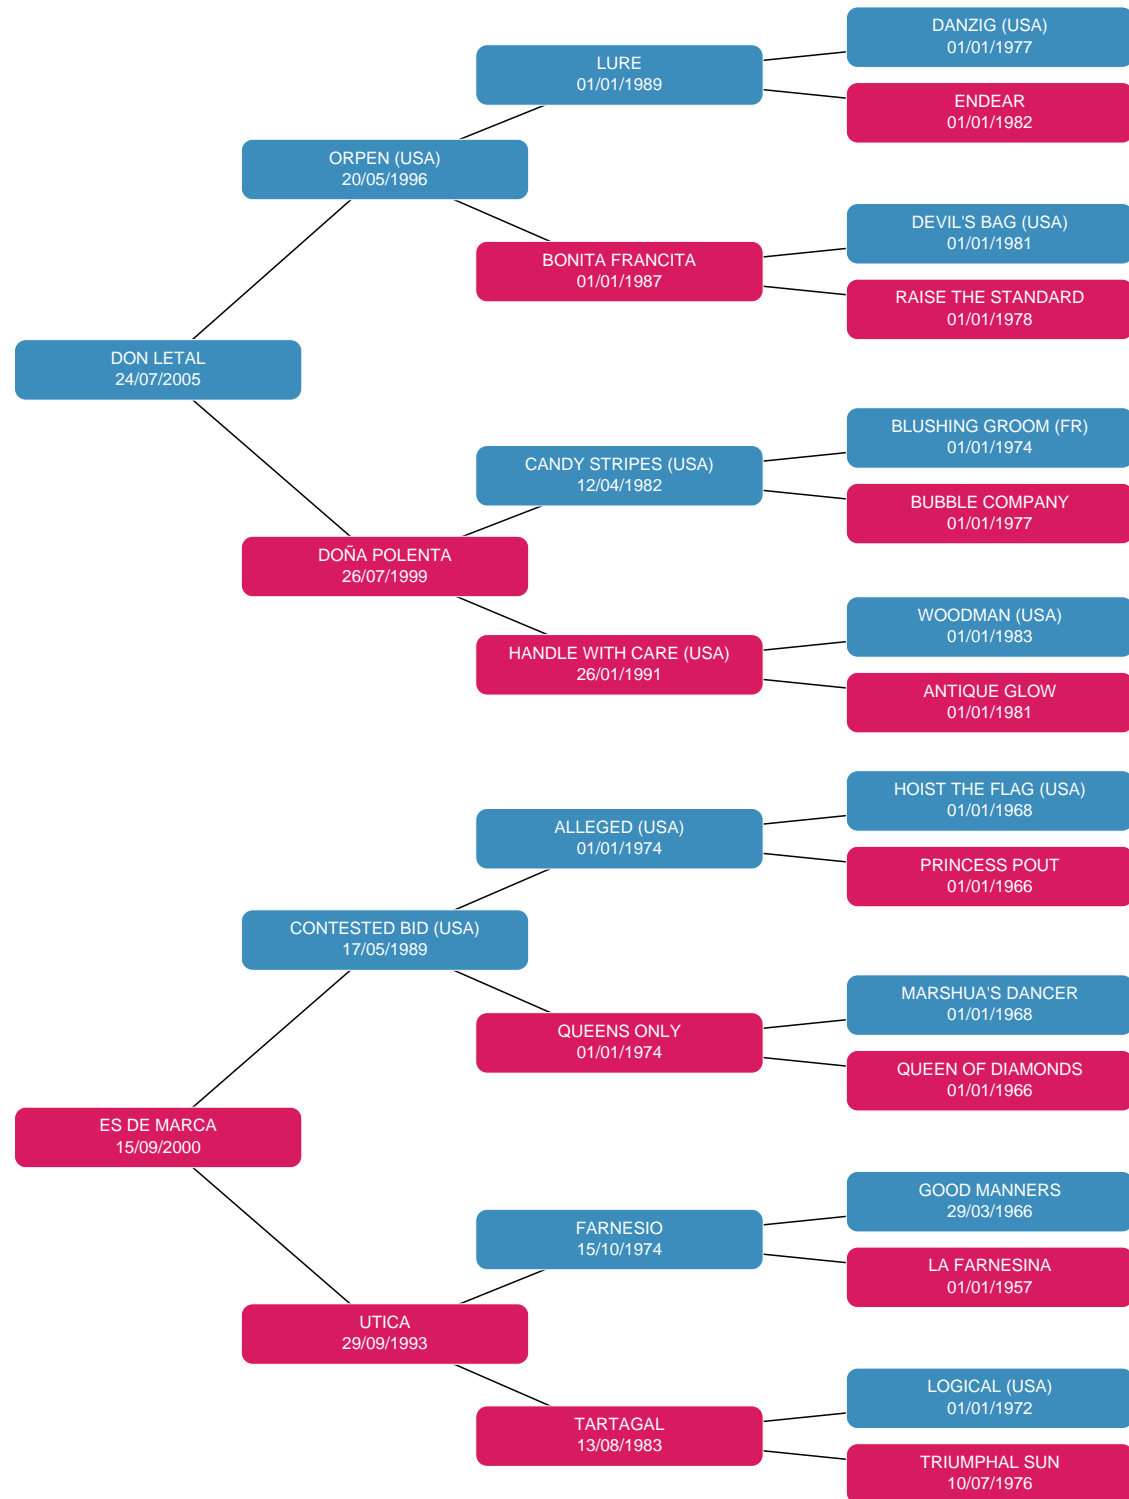 DANZIG (USA)
01/01/1977
LURE
01/01/1989
ENDEAR
01/01/1982
ORPEN (USA)
20/05/1996
DEVIL'S BAG (USA)
01/01/1981
BONITA FRANCITA
01/01/1987
RAISE THE STANDARD
01/01/1978
DON LETAL
24/07/2005
BLUSHING GROOM (FR)
01/01/1974
CANDY STRIPES (USA)
12/04/1982
BUBBLE COMPANY
01/01/1977
DOÑA POLENTA
26/07/1999
WOODMAN (USA)
01/01/1983
HANDLE WITH CARE (USA)
26/01/1991
ANTIQUE GLOW
01/01/1981
HOIST THE FLAG (USA)
01/01/1968
ALLEGED (USA)
01/01/1974
PRINCESS POUT
01/01/1966
CONTESTED BID (USA)
17/05/1989
MARSHUA'S DANCER
01/01/1968
QUEENS ONLY
01/01/1974
QUEEN OF DIAMONDS
01/01/1966
ES DE MARCA
15/09/2000
GOOD MANNERS
29/03/1966
FARNESIO
15/10/1974
LA FARNESINA
01/01/1957
UTICA
29/09/1993
LOGICAL (USA)
01/01/1972
TARTAGAL
13/08/1983
TRIUMPHAL SUN
10/07/1976